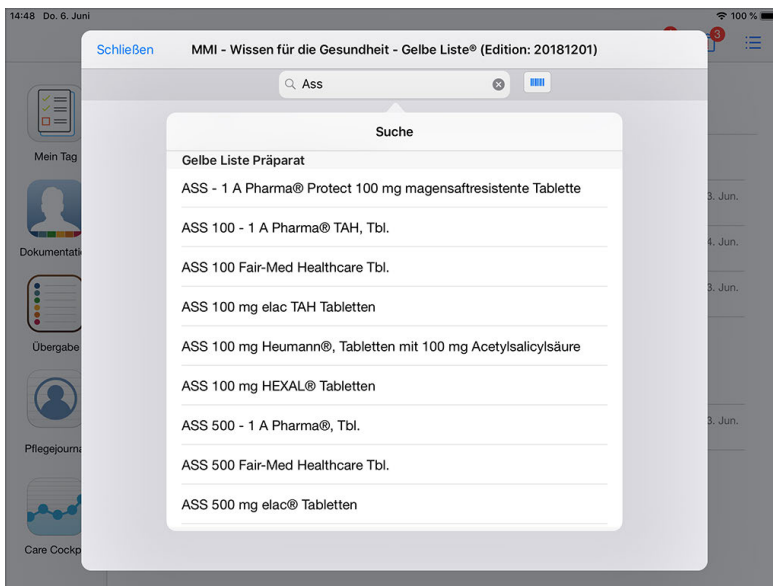 14:48 Do. 6. Juni
100 %
3
Schließen
MMI - Wissen für die Gesundheit - Gelbe Liste® (Edition: 20181201)
Ass
Suche
Gelbe Liste Präparat
ASS - 1 A Pharma® Protect 100 mg magensaftresistente Tablette
ASS 100 - 1 A Pharma® TAH, Tbl.
ASS 100 Fair-Med Healthcare Tbl.
ASS 100 mg elac TAH Tabletten
ASS 100 mg Heumann®, Tabletten mit 100 mg Acetylsalicylsäure
ASS 100 mg HEXAL® Tabletten
ASS 500 - 1 A Pharma®, Tbl.
ASS 500 Fair-Med Healthcare Tbl.
ASS 500 mg elac® Tabletten
Mein Tag
Übergabe
Care
3. Jun.
4. Jun.
3. Jun.
3. Jun.